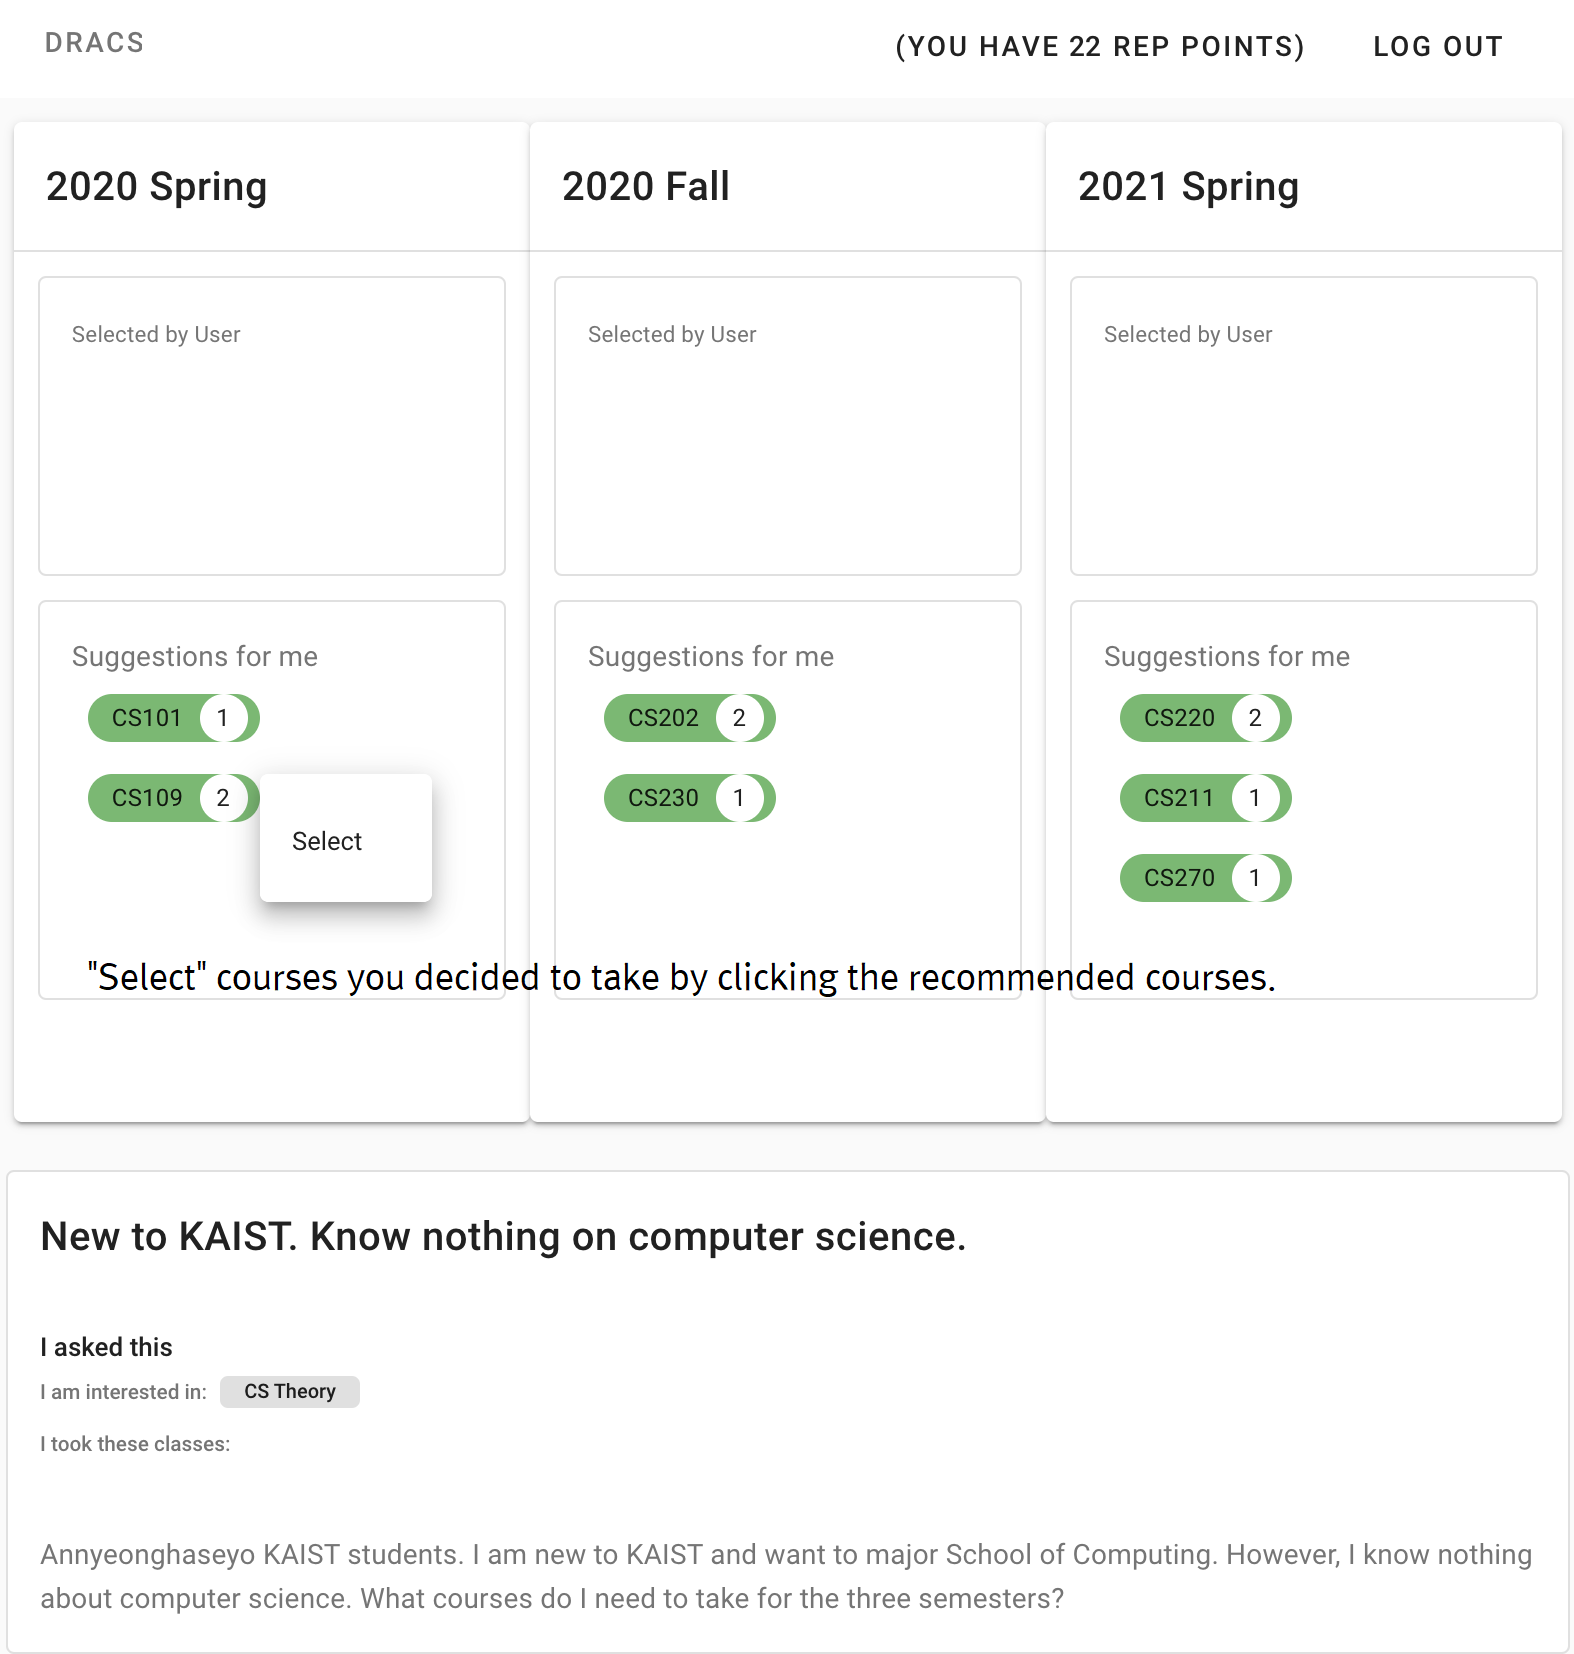 DRACS
(YOU HAVE 22 REP POINTS) LOG OUT
2020 Spring
Selected by User
Suggestions for me
CS101 1
CS109 2
Select
2020 Fall
Selected by User
Suggestions for me
CS202 2
CS230 1
2021 Spring
Selected by User
Suggestions for me
CS220 2
CS211 1
CS270 1
"Select" courses you decided to take by clicking the recommended courses.
New to KAIST. Know nothing on computer science.
I asked this
I am interested in: CS Theory
I took these classes:
Annyeonghaseyo KAIST students. I am new to KAIST and want to major School of Computing. However, I know nothing
about computer science. What courses do I need to take for the three semesters?